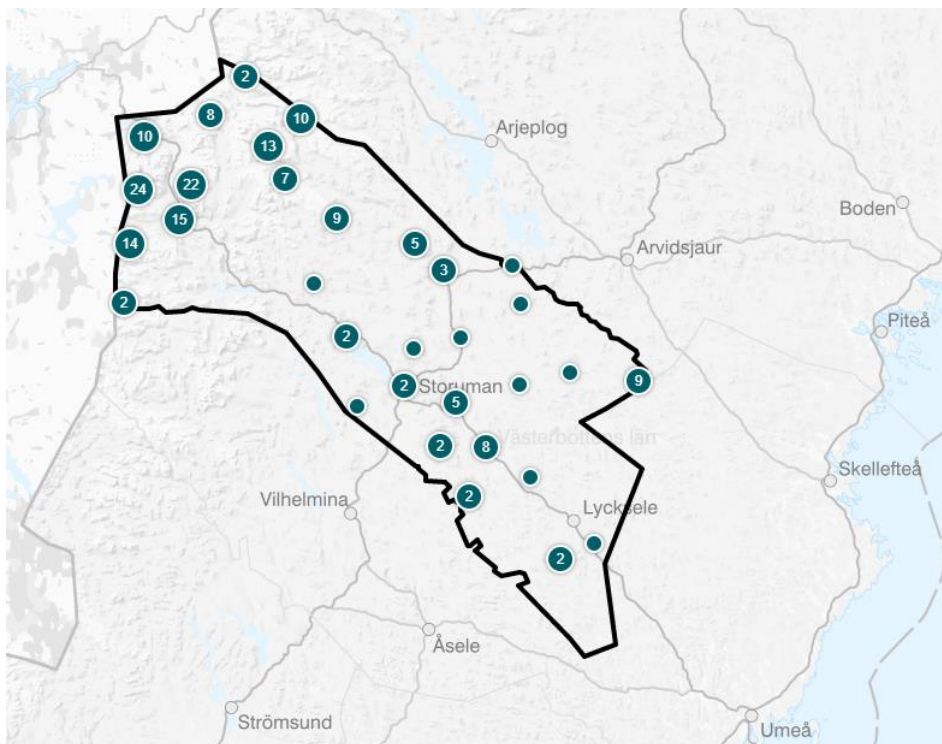 2
8
10
10
13
Arjeplog
7
24
22
15
9
Boden
14
5
Arvidsjaur
3
2
Piteå
2
2
Storuman
9
5
2
8
Västerbottens län
Skellefteå
2
Vilhelmina
Lycksele
2
Åsele
Strömsund
Umeå